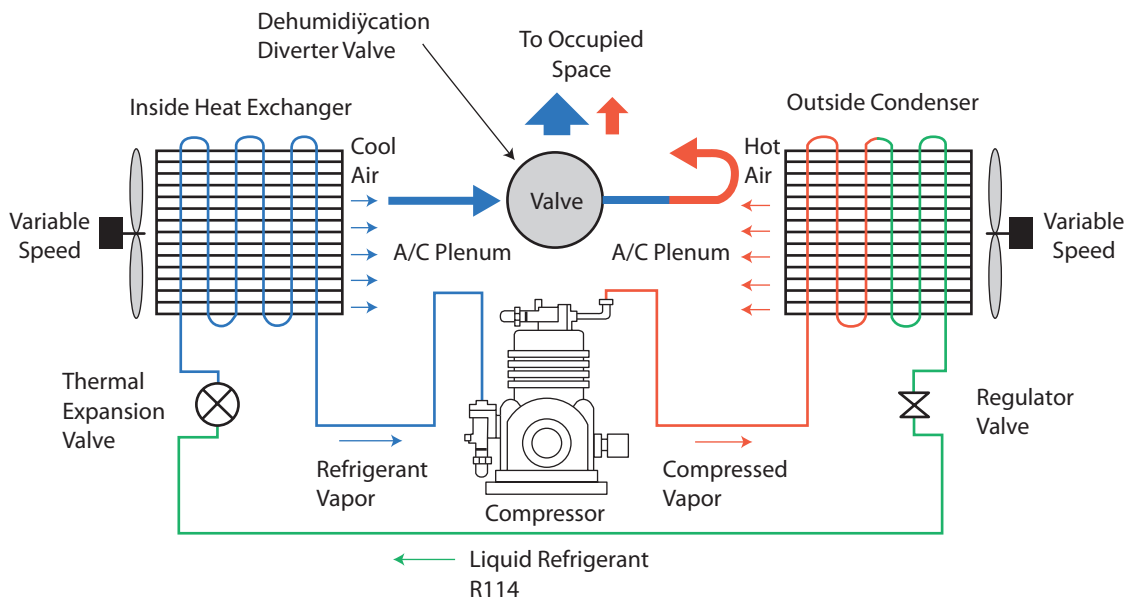 Dehumidiÿcation
Diverter Valve
To Occupied
Space
Inside Heat Exchanger
Outside Condenser
Cool
Air
Hot
Air
Valve
Variable
Speed
A/C Plenum
A/C Plenum
Variable
Speed
Thermal
Expansion
Valve
Regulator
Valve
Refrigerant
Vapor
Compressed
Vapor
Compressor
Liquid Refrigerant
R114